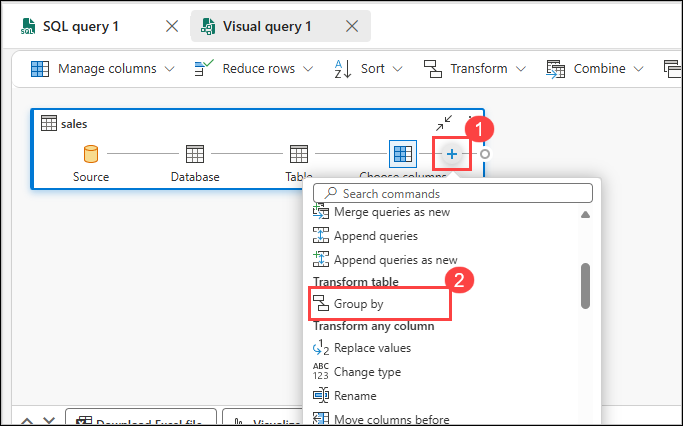 SQL query 1
Visual query 1
Manage columns
Reduce rows
Sort
Transform
Combine
sales
1
Source
Database
Table
Choose columns
Search commands
Merge queries as new
Append queries
Append queries as new
Transform table
2
Group by
Transform any column
Replace values
Change type
Rename
Move columns before
Download Excel file
Visualize